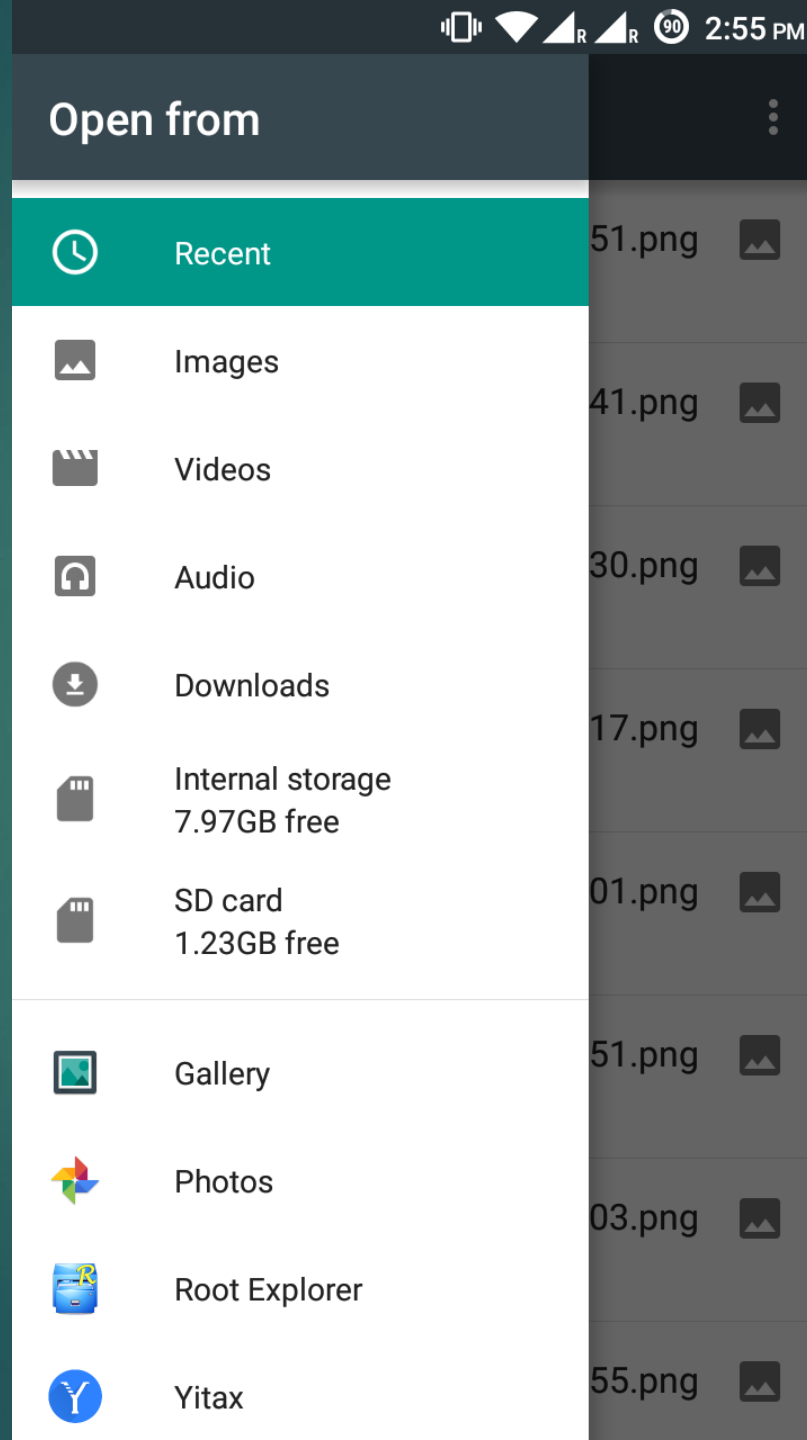 R R 90 2:55 PM
Open from
Recent
Images
Videos
Audio
Downloads
Internal storage
7.97GB free
SD card
1.23GB free
Gallery
Photos
Root Explorer
Yitax
51.png
41.png
30.png
17.png
01.png
51.png
03.png
55.png